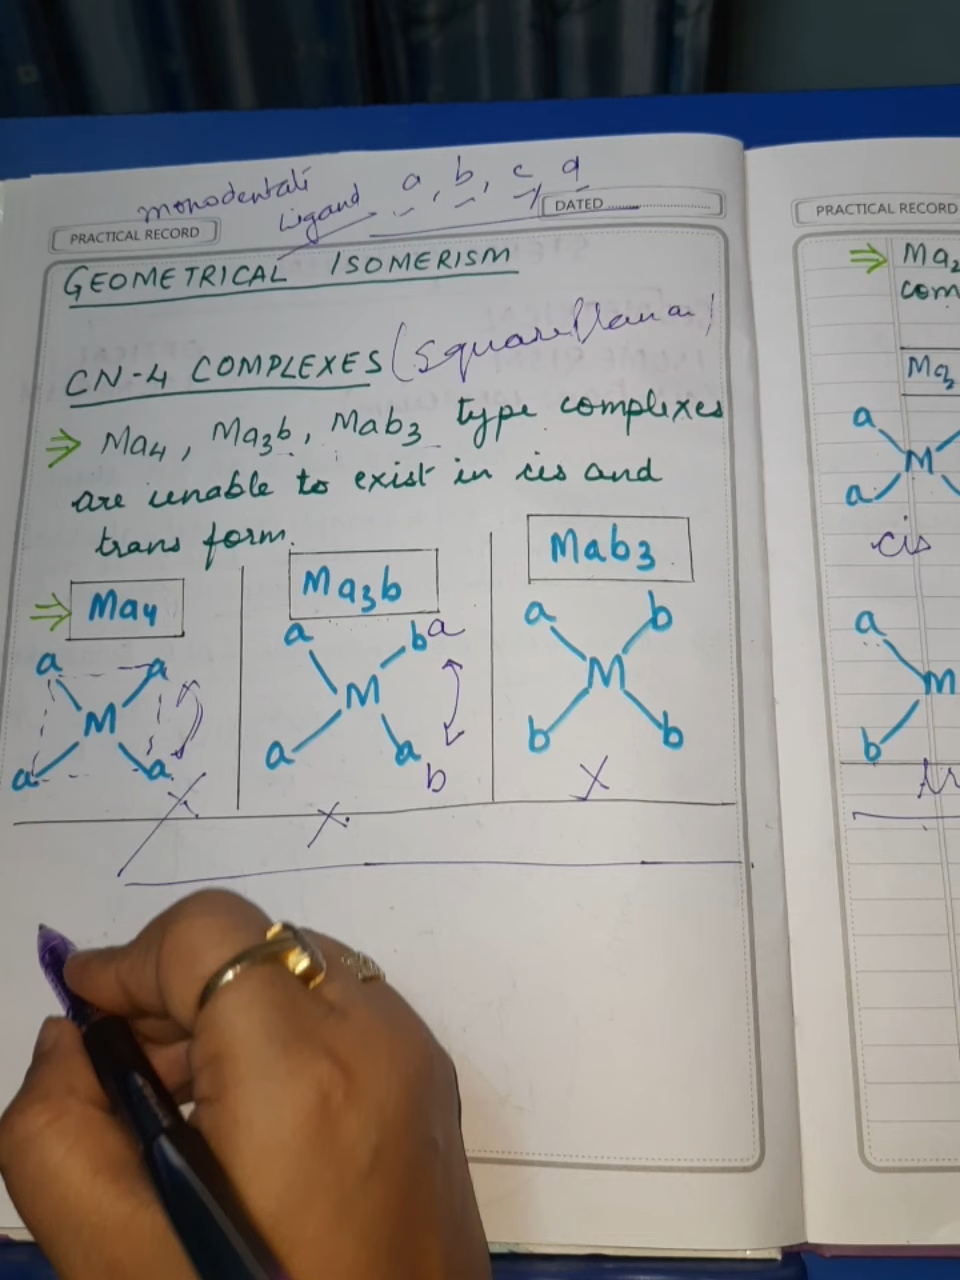 monodentate
Ligand a, b, c, d
PRACTICAL RECORD
DATED
GEOMETRICAL ISOMERISM
CN-4 COMPLEXES (Square Planar)
⇒ Ma₄, Ma₃b, Mab₃ type complexes
are unable to exist in cis and
trans form.
⇒ Ma₄
a a
M
a a
X
Ma₃b
a b a
M
a a
b
X
Mab₃
a b
M
b b
X
PRACTICAL RECORD
⇒ Ma₂
com
a
M
a
cis
a
M
b